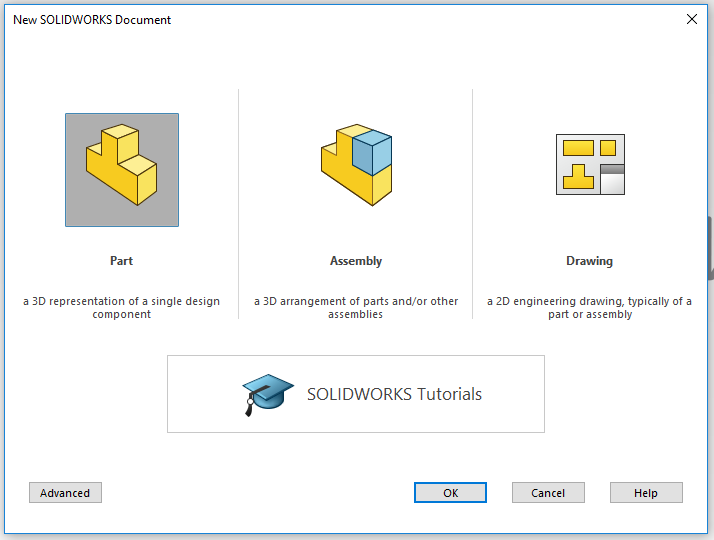 New SOLIDWORKS Document
Part
a 3D representation of a single design
component
Assembly
a 3D arrangement of parts and/or other
assemblies
Drawing
a 2D engineering drawing, typically of a
part or assembly
SOLIDWORKS Tutorials
Advanced
OK
Cancel
Help